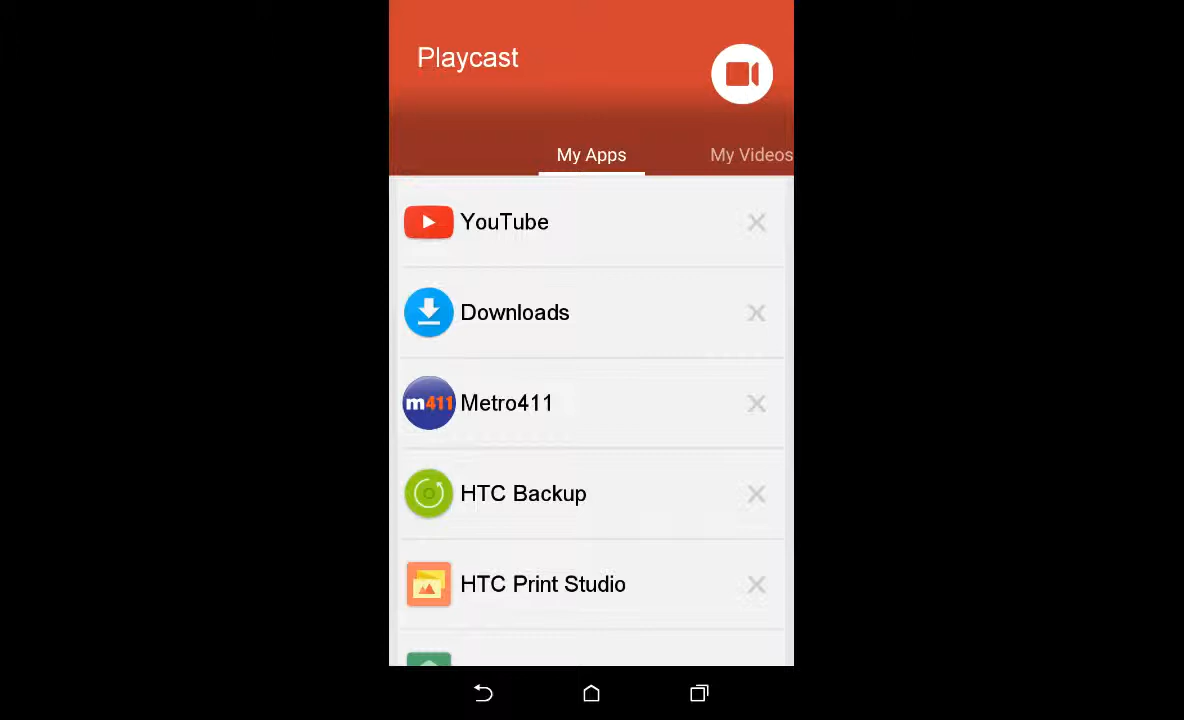 Playcast
My Apps
My Videos
YouTube
Downloads
m411 Metro411
HTC Backup
HTC Print Studio